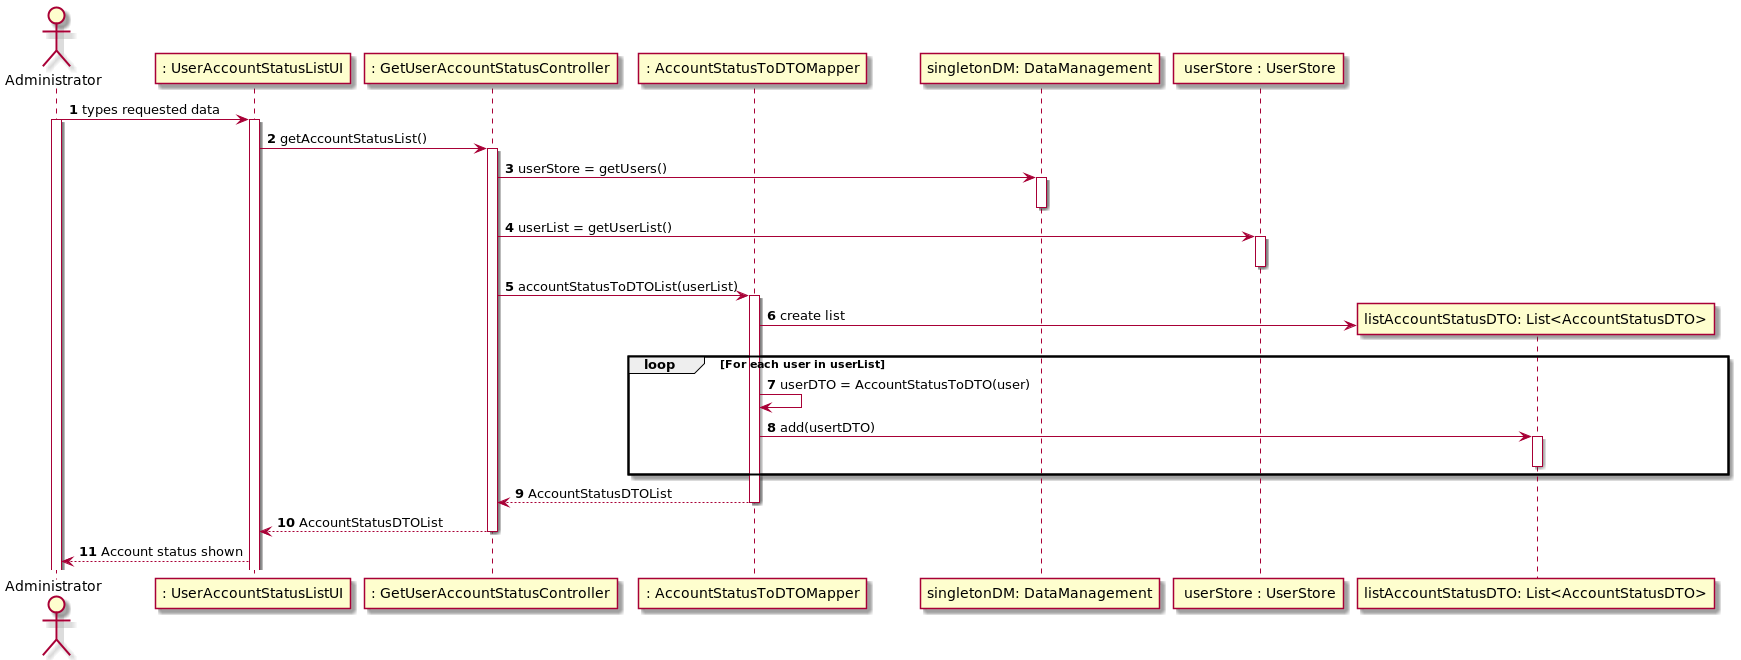 Administrator
: UserAccountStatusListUI
: GetUserAccountStatusController
: AccountStatusToDTOMapper
singletonDM: DataManagement
userStore : UserStore
1 types requested data
2 getAccountStatusList()
3 userStore = getUsers()
4 userList = getUserList()
5 accountStatusToDTOList(userList)
6 create list
listAccountStatusDTO: List<AccountStatusDTO>
loop
[For each user in userList]
7 userDTO = AccountStatusToDTO(user)
8 add(usertDTO)
9 AccountStatusDTOList
10 AccountStatusDTOList
11 Account status shown
Administrator
: UserAccountStatusListUI
: GetUserAccountStatusController
: AccountStatusToDTOMapper
singletonDM: DataManagement
userStore : UserStore
listAccountStatusDTO: List<AccountStatusDTO>